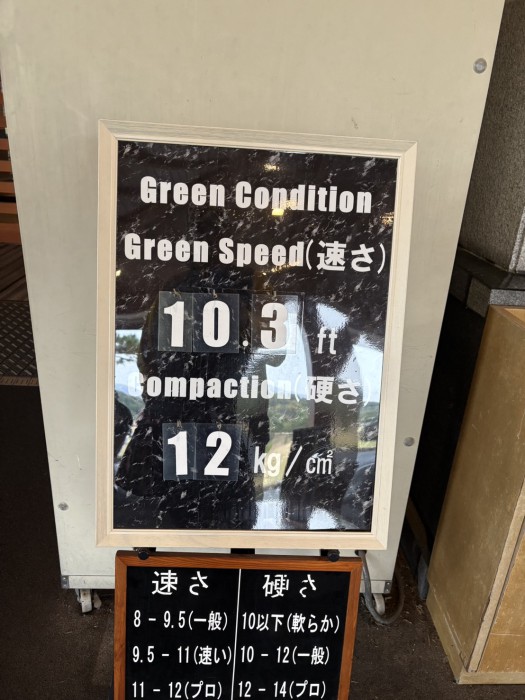 Green Condition
Green Speed(速さ)
10.3 ft
Compaction(硬さ)
12 kg/c㎡
速さ 硬さ
8 - 9.5(一般) 10以下(軟らか)
9.5 - 11(速い) 10 - 12(一般)
11 - 12(プロ) 12 - 14(プロ)